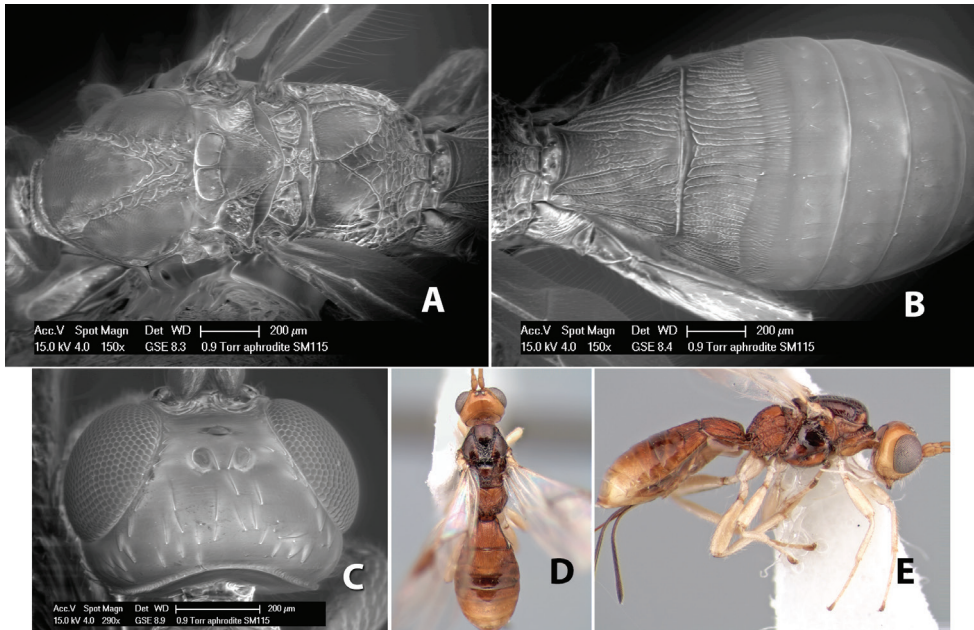 A
Acc.V Spot Magn Det WD 200 µm
15.0 kV 4.0 150x GSE 8.3 0.9 Torr aphrodite SM115
B
Acc.V Spot Magn Det WD 200 µm
15.0 kV 4.0 150x GSE 8.4 0.9 Torr aphrodite SM115
C
Acc.V Spot Magn Det WD 200 µm
15.0 kV 4.0 290x GSE 8.9 0.9 Torr aphrodite SM115
D
E